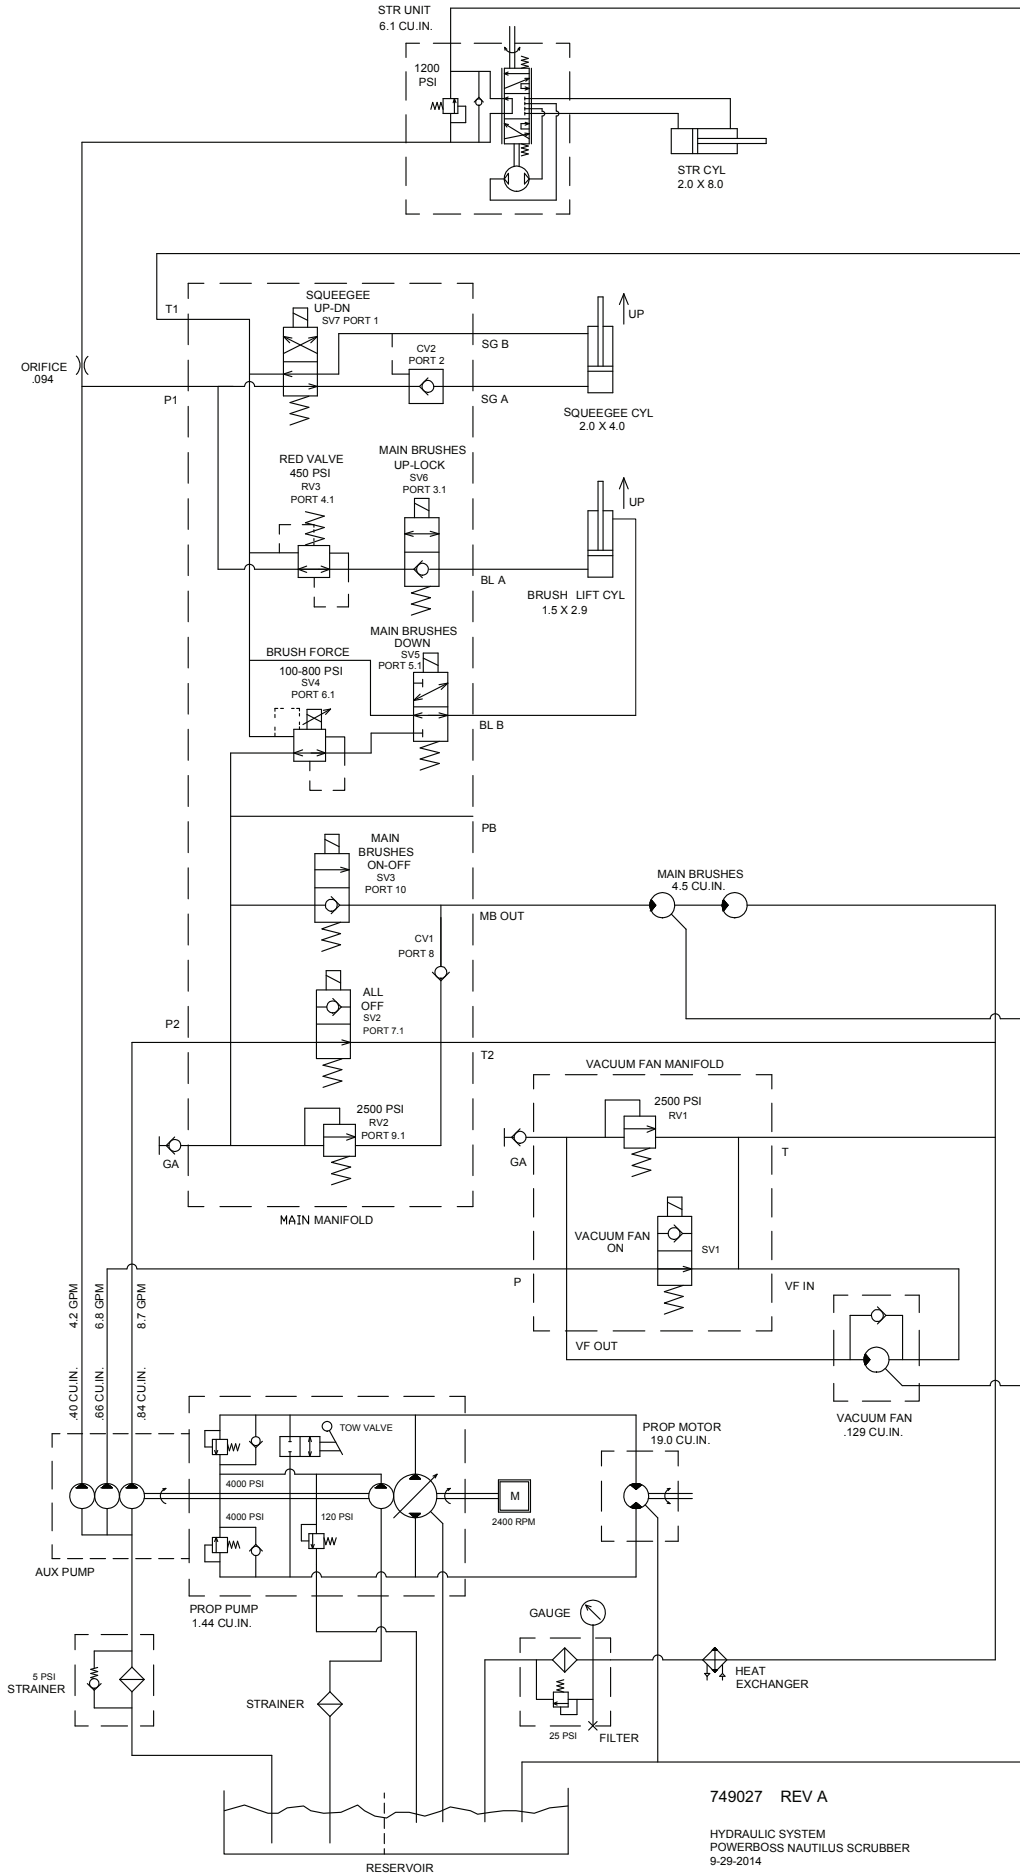 STR UNIT
6.1 CU.IN.
1200
PSI
STR CYL
2.0 X 8.0
SQUEEGEE
UP-DN
SV7 PORT 1
T1
UP
CV2
PORT 2
SG B
ORIFICE
.094
P1
SG A
SQUEEGEE CYL
2.0 X 4.0
RED VALVE
450 PSI
RV3
PORT 4.1
MAIN BRUSHES
UP-LOCK
SV6
PORT 3.1
UP
BL A
BRUSH LIFT CYL
1.5 X 2.9
MAIN BRUSHES
DOWN
SV5
PORT 5.1
BRUSH FORCE
100-800 PSI
SV4
PORT 6.1
BL B
PB
MAIN
BRUSHES
ON-OFF
SV3
PORT 10
MAIN BRUSHES
4.5 CU.IN.
MB OUT
CV1
PORT 8
ALL
OFF
SV2
PORT 7.1
P2
T2
VACUUM FAN MANIFOLD
2500 PSI
RV2
PORT 9.1
2500 PSI
RV1
GA
GA
T
MAIN MANIFOLD
VACUUM FAN
ON
SV1
P
VF IN
4.2 GPM
6.8 GPM
8.7 GPM
VF OUT
.40 CU.IN.
.66 CU.IN.
.84 CU.IN.
VACUUM FAN
.129 CU.IN.
TOW VALVE
PROP MOTOR
19.0 CU.IN.
4000 PSI
M
4000 PSI
120 PSI
2400 RPM
AUX PUMP
PROP PUMP
1.44 CU.IN.
GAUGE
5 PSI
STRAINER
STRAINER
HEAT
EXCHANGER
25 PSI
FILTER
749027 REV A
HYDRAULIC SYSTEM
POWERBOSS NAUTILUS SCRUBBER
9-29-2014
RESERVOIR